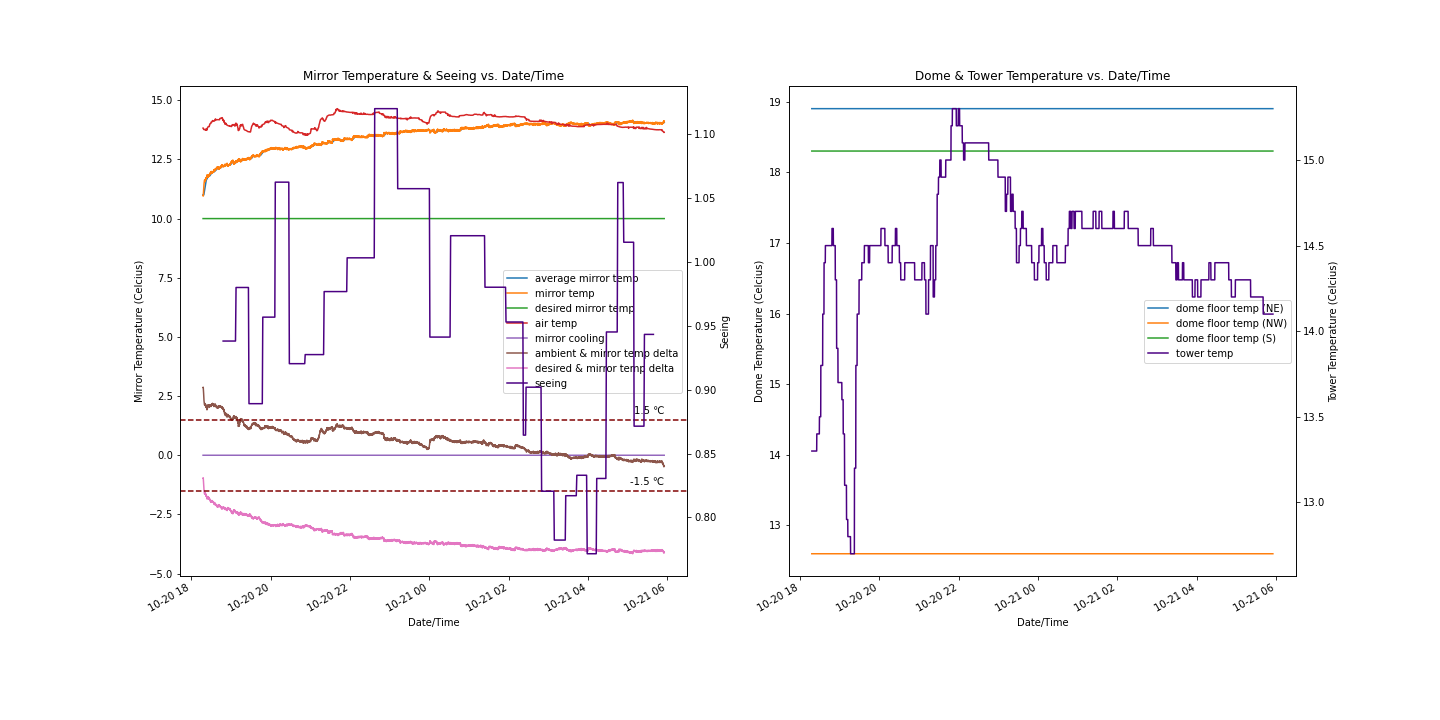 Mirror Temperature & Seeing vs. Date/Time
15.0
12.5
10.0
7.5
5.0
2.5
0.0
−2.5
−5.0
Mirror Temperature (Celcius)
average mirror temp
mirror temp
desired mirror temp
air temp
mirror cooling
ambient & mirror temp delta
desired & mirror temp delta
seeing
1.5 ℃
-1.5 ℃
1.10
1.05
1.00
0.95
0.90
0.85
0.80
Seeing
10-20 18
10-20 20
10-20 22
10-21 00
10-21 02
10-21 04
10-21 06
Date/Time
Dome & Tower Temperature vs. Date/Time
19
18
17
16
15
14
13
Dome Temperature (Celcius)
dome floor temp (NE)
dome floor temp (NW)
dome floor temp (S)
tower temp
15.0
14.5
14.0
13.5
13.0
Tower Temperature (Celcius)
10-20 18
10-20 20
10-20 22
10-21 00
10-21 02
10-21 04
10-21 06
Date/Time